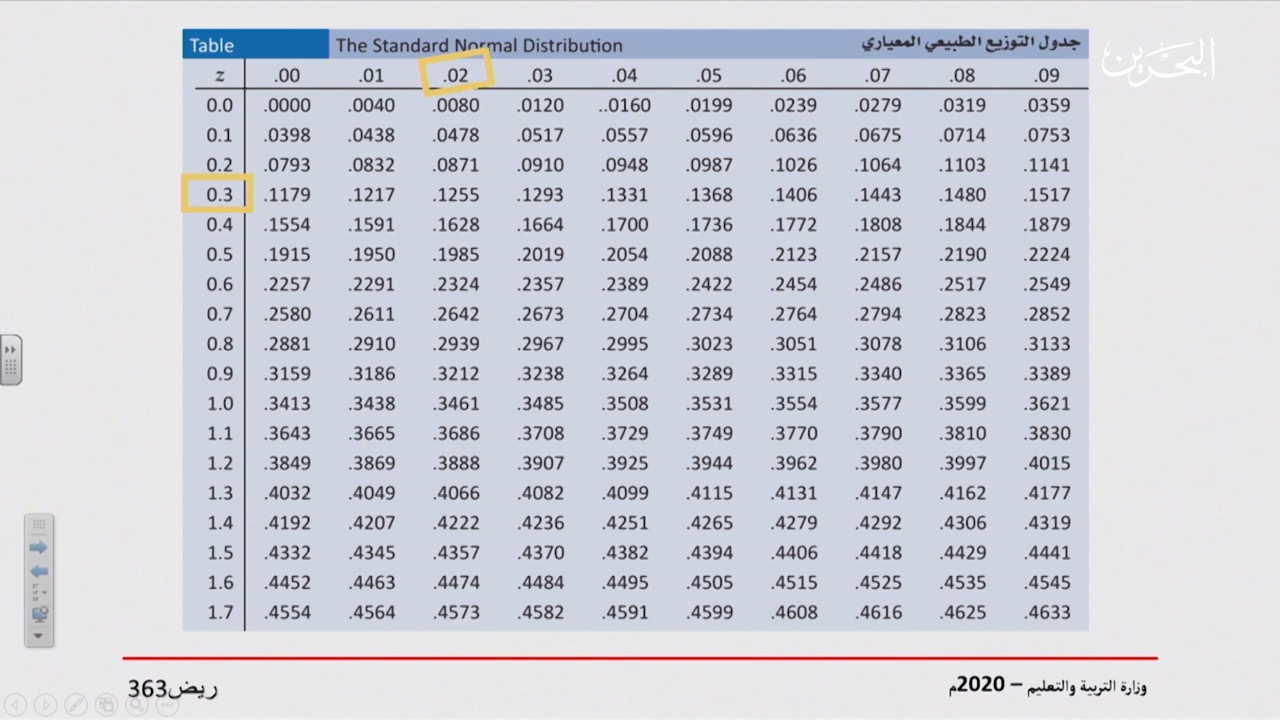 Table The Standard Normal Distribution جدول التوزيع الطبيعي المعياري
البحرين
z .00 .01 .02 .03 .04 .05 .06 .07 .08 .09
0.0 .0000 .0040 .0080 .0120 ..0160 .0199 .0239 .0279 .0319 .0359
0.1 .0398 .0438 .0478 .0517 .0557 .0596 .0636 .0675 .0714 .0753
0.2 .0793 .0832 .0871 .0910 .0948 .0987 .1026 .1064 .1103 .1141
0.3 .1179 .1217 .1255 .1293 .1331 .1368 .1406 .1443 .1480 .1517
0.4 .1554 .1591 .1628 .1664 .1700 .1736 .1772 .1808 .1844 .1879
0.5 .1915 .1950 .1985 .2019 .2054 .2088 .2123 .2157 .2190 .2224
0.6 .2257 .2291 .2324 .2357 .2389 .2422 .2454 .2486 .2517 .2549
0.7 .2580 .2611 .2642 .2673 .2704 .2734 .2764 .2794 .2823 .2852
0.8 .2881 .2910 .2939 .2967 .2995 .3023 .3051 .3078 .3106 .3133
0.9 .3159 .3186 .3212 .3238 .3264 .3289 .3315 .3340 .3365 .3389
1.0 .3413 .3438 .3461 .3485 .3508 .3531 .3554 .3577 .3599 .3621
1.1 .3643 .3665 .3686 .3708 .3729 .3749 .3770 .3790 .3810 .3830
1.2 .3849 .3869 .3888 .3907 .3925 .3944 .3962 .3980 .3997 .4015
1.3 .4032 .4049 .4066 .4082 .4099 .4115 .4131 .4147 .4162 .4177
1.4 .4192 .4207 .4222 .4236 .4251 .4265 .4279 .4292 .4306 .4319
1.5 .4332 .4345 .4357 .4370 .4382 .4394 .4406 .4418 .4429 .4441
1.6 .4452 .4463 .4474 .4484 .4495 .4505 .4515 .4525 .4535 .4545
1.7 .4554 .4564 .4573 .4582 .4591 .4599 .4608 .4616 .4625 .4633
وزارة التربية والتعليم – 2020م
ريض363